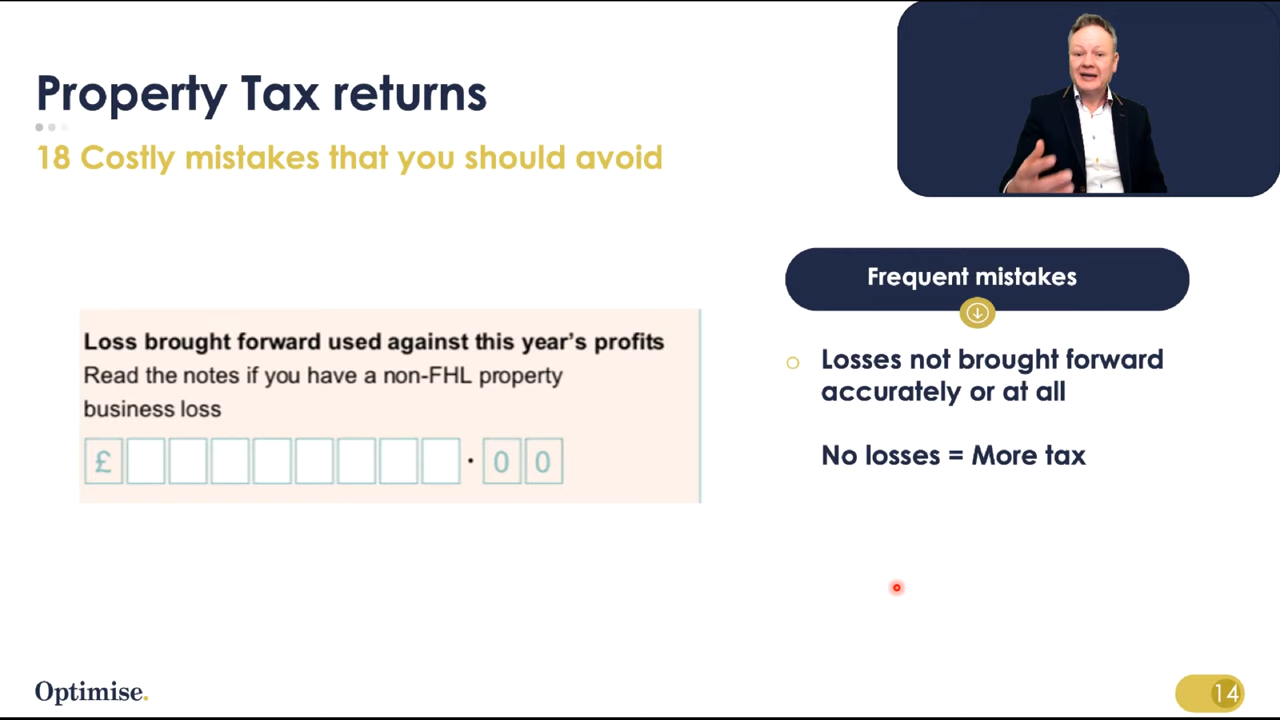 Property Tax returns
18 Costly mistakes that you should avoid
Loss brought forward used against this year's profits
Read the notes if you have a non-FHL property
business loss
£ . 0 0
Frequent mistakes
Losses not brought forward
accurately or at all
No losses = More tax
Optimise.
14